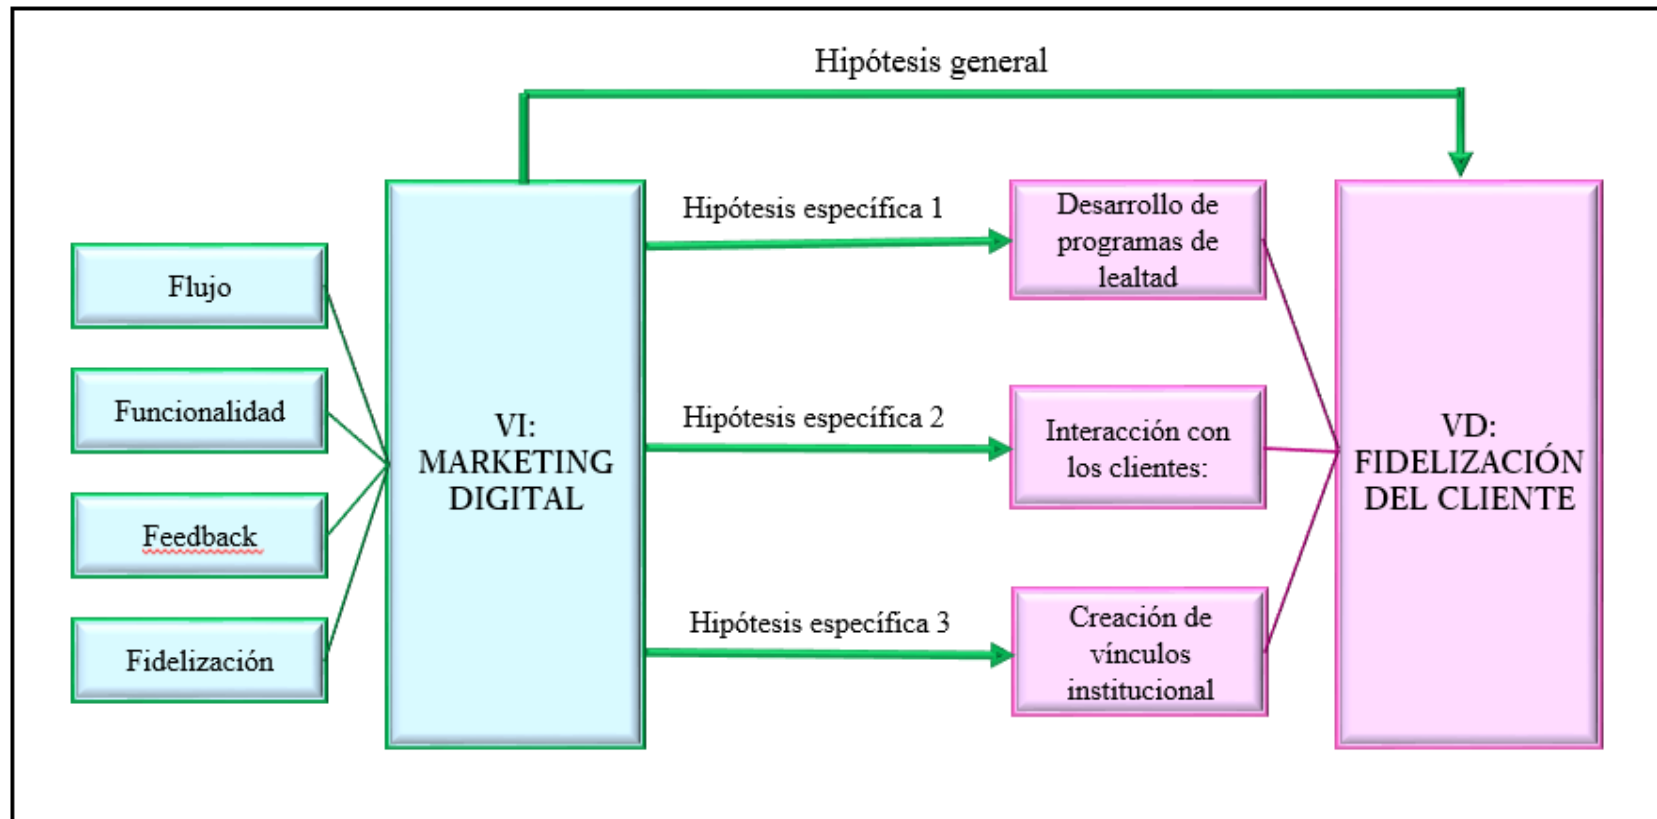 Hipótesis general
Flujo
Funcionalidad
Feedback
Fidelización
VI:
MARKETING
DIGITAL
Hipótesis específica 1
Hipótesis específica 2
Hipótesis específica 3
Desarrollo de
programas de
lealtad
Interacción con
los clientes:
Creación de
vínculos
institucional
VD:
FIDELIZACIÓN
DEL CLIENTE